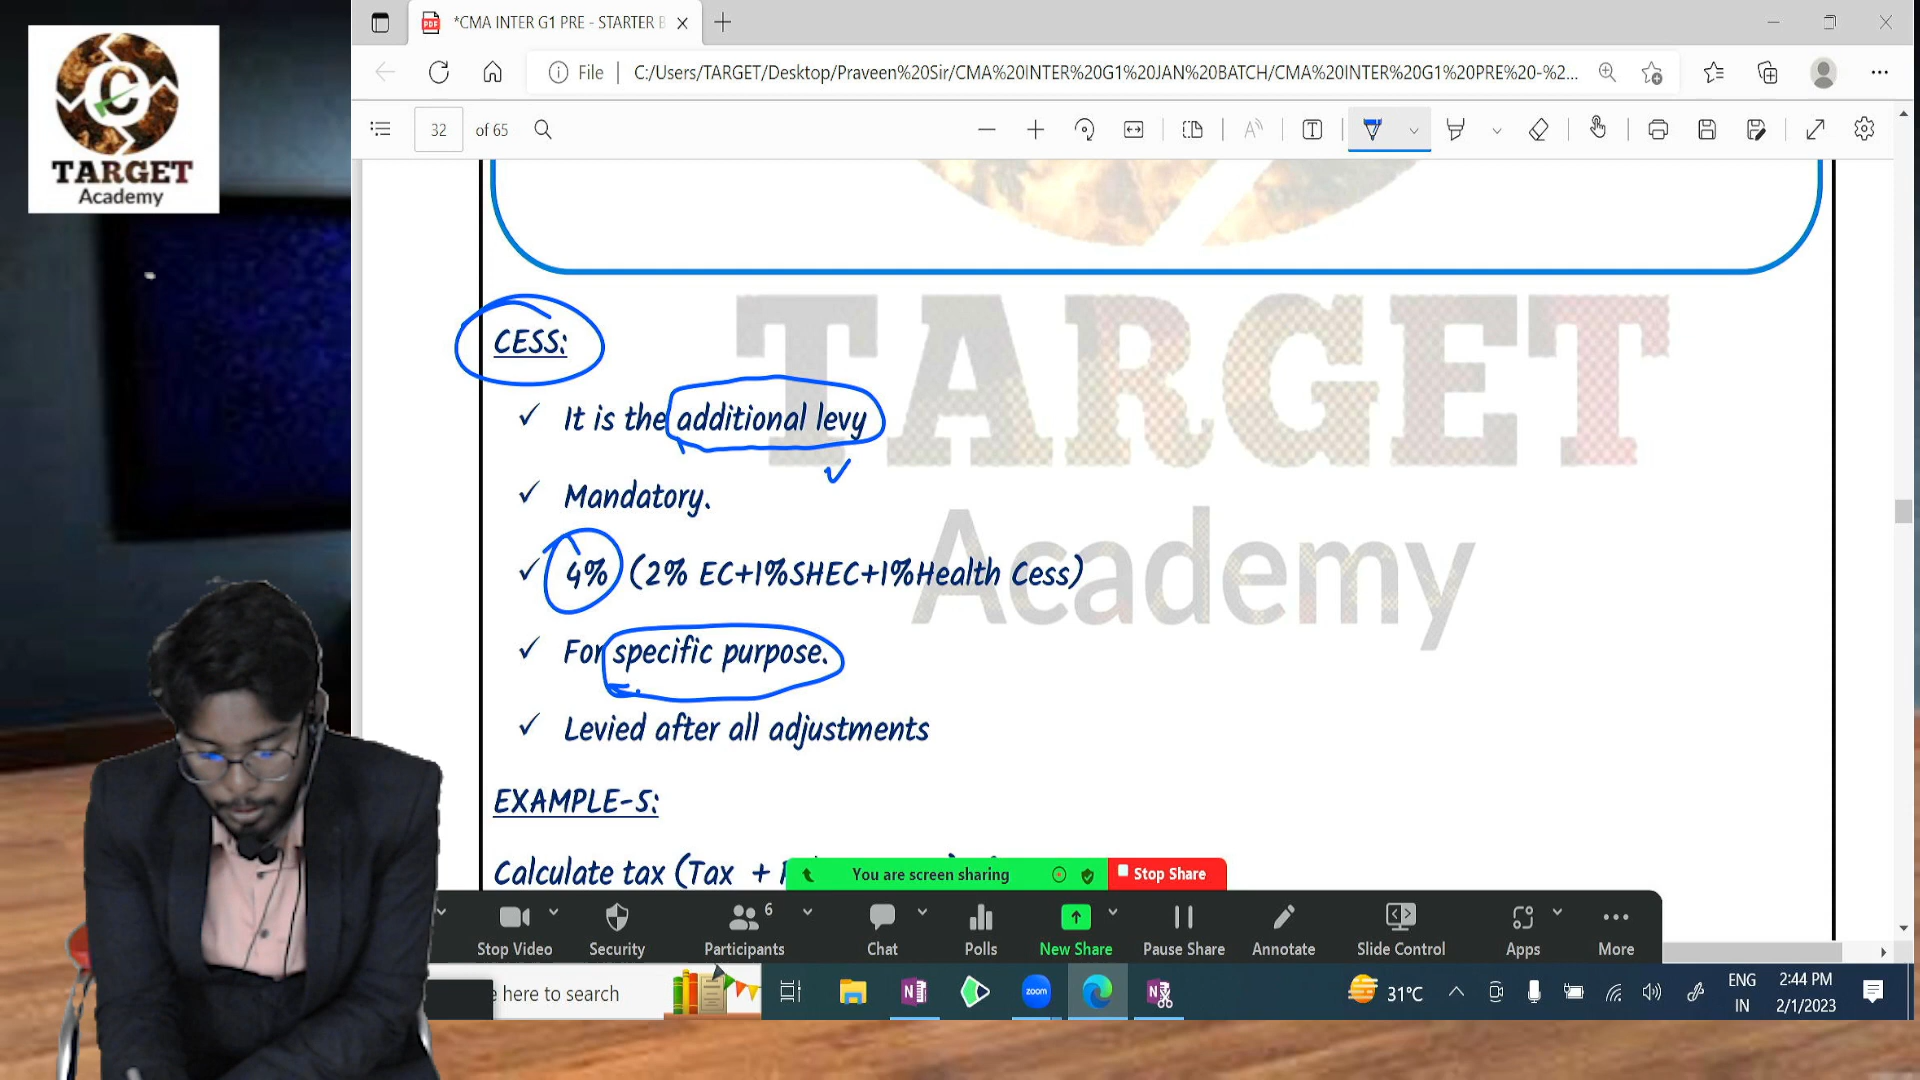 *CMA INTER G1 PRE - STARTER B
File
C:/Users/TARGET/Desktop/Praveen%20Sir/CMA%20INTER%20G1%20JAN%20BATCH/CMA%20INTER%20G1%20PRE%20-%2...
32 of 65
C
TARGET
Academy
TARGET
Academy
CESS:
✓ It is the additional levy
✓ Mandatory.
✓ 4% (2% EC+1%SHEC+1%Health Cess)
✓ For specific purpose.
✓ Levied after all adjustments
EXAMPLE-5:
Calculate tax (Tax +
You are screen sharing
Stop Share
Stop Video
Security
Participants 6
Chat
Polls
New Share
Pause Share
Annotate
Slide Control
Apps
More
here to search
zoom
31°C
ENG
IN
2:44 PM
2/1/2023